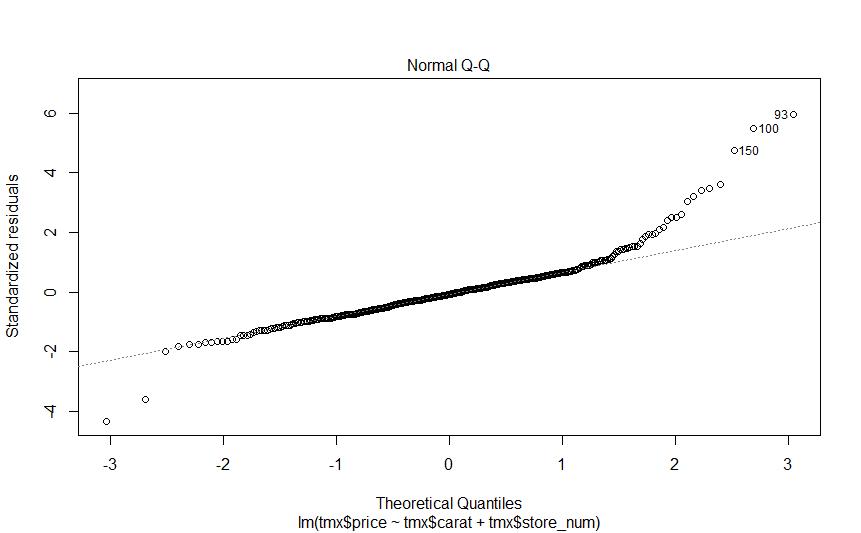 Normal Q-Q
Standardized residuals
6
4
2
0
-2
-4
93
100
150
-3 -2 -1 0 1 2 3
Theoretical Quantiles
lm(tmx$price ~ tmx$carat + tmx$store_num)